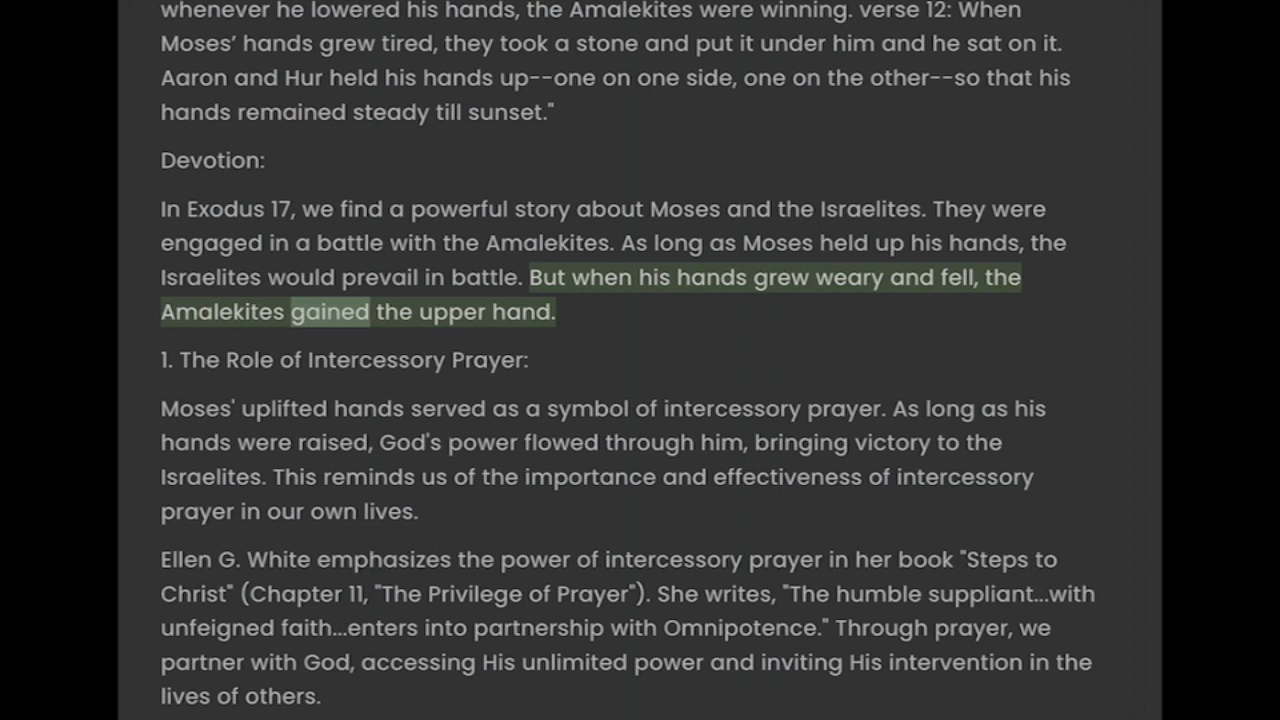 whenever he lowered his hands, the Amalekites were winning. verse 12: When
Moses’ hands grew tired, they took a stone and put it under him and he sat on it.
Aaron and Hur held his hands up--one on one side, one on the other--so that his
hands remained steady till sunset."
Devotion:
In Exodus 17, we find a powerful story about Moses and the Israelites. They were
engaged in a battle with the Amalekites. As long as Moses held up his hands, the
Israelites would prevail in battle. But when his hands grew weary and fell, the
Amalekites gained the upper hand.
1. The Role of Intercessory Prayer:
Moses' uplifted hands served as a symbol of intercessory prayer. As long as his
hands were raised, God's power flowed through him, bringing victory to the
Israelites. This reminds us of the importance and effectiveness of intercessory
prayer in our own lives.
Ellen G. White emphasizes the power of intercessory prayer in her book "Steps to
Christ" (Chapter 11, "The Privilege of Prayer"). She writes, "The humble suppliant...with
unfeigned faith...enters into partnership with Omnipotence." Through prayer, we
partner with God, accessing His unlimited power and inviting His intervention in the
lives of others.